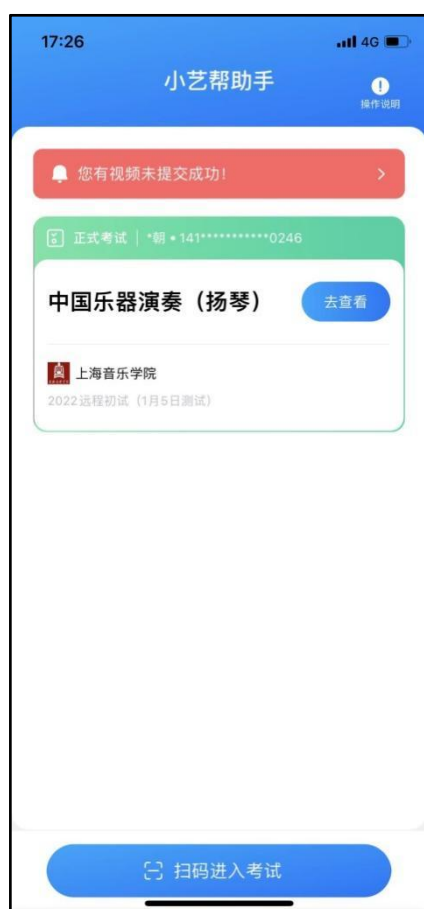 17:26
4G
小艺帮助手
操作说明
您有视频未提交成功!
正式考试 | *朝 * 141***********0246
中国乐器演奏（扬琴）
去查看
上海音乐学院
2022远程初试（1月5日测试）
扫码进入考试